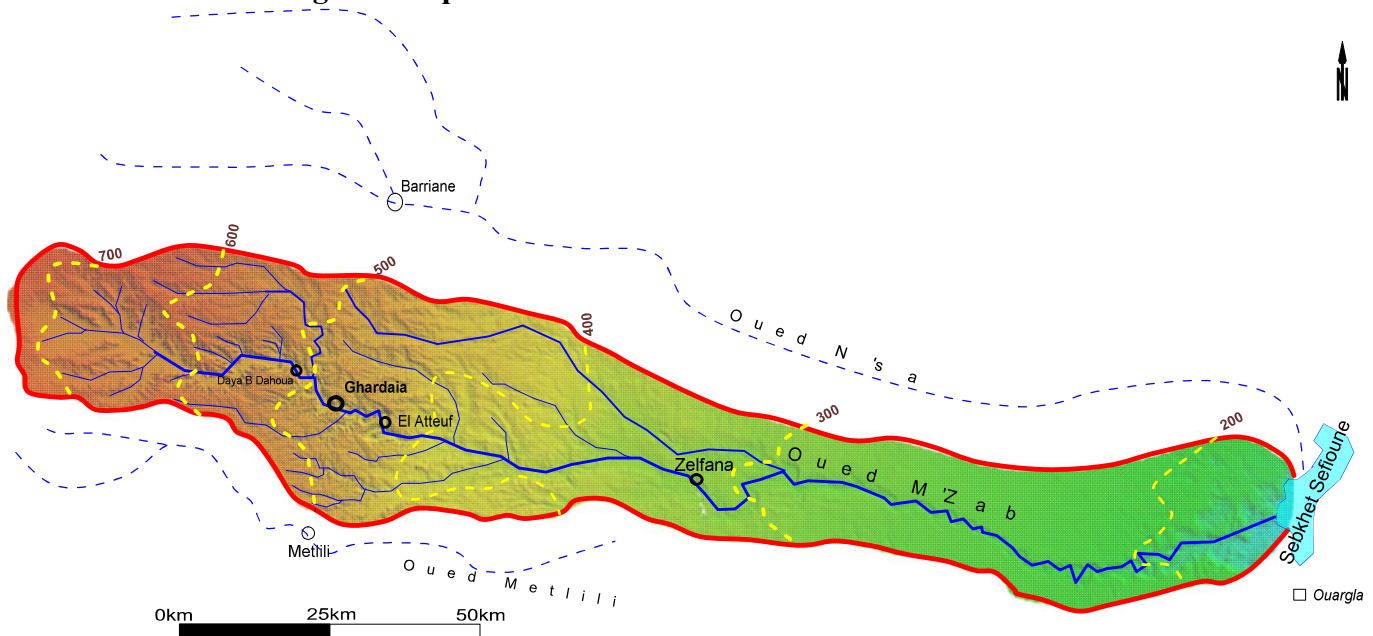 N
Barriane
700
600
500
400
300
200
Oued N 's a
Daya B Dahoua
Ghardaia
El Atteuf
Zelfana
Oued M'Zab
Sebkhet Sefioune
Metlili
Oued Metlili
Ouargla
0km 25km 50km